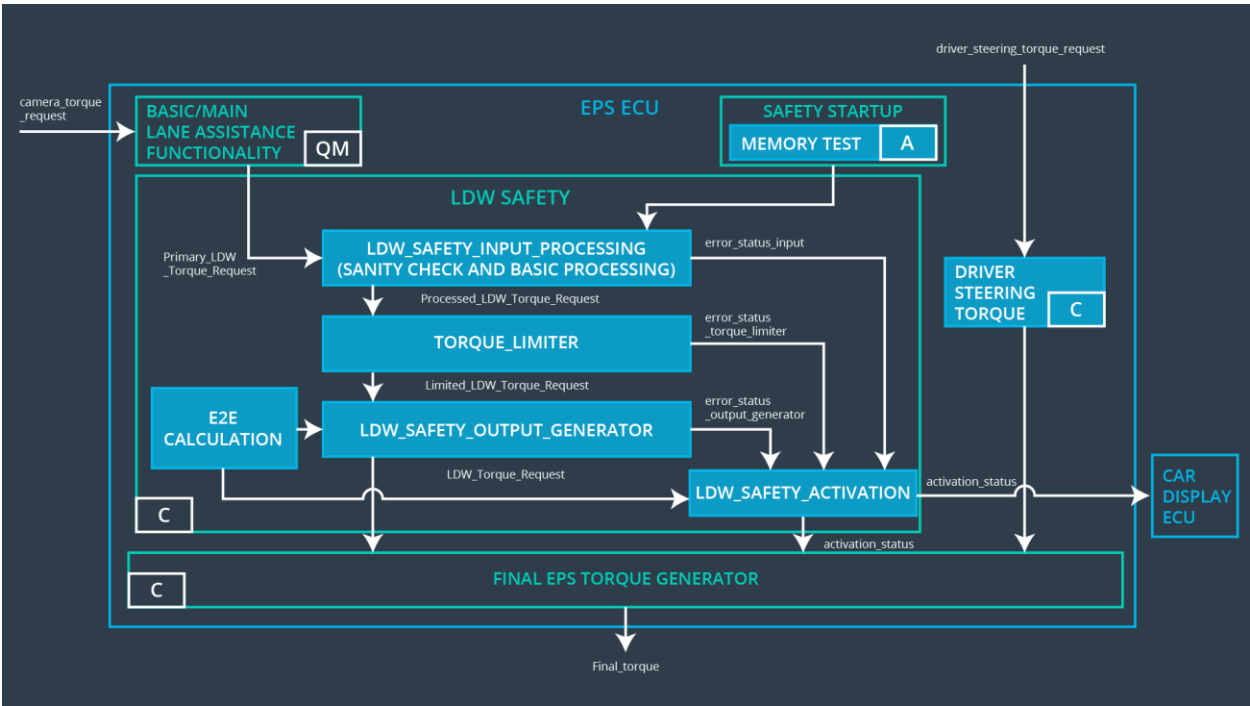 driver_steering_torque_request
camera_torque
_request
BASIC/MAIN
LANE ASSISTANCE
FUNCTIONALITY
QM
EPS ECU
SAFETY STARTUP
MEMORY TEST
A
LDW SAFETY
Primary_LDW
_Torque_Request
LDW_SAFETY_INPUT_PROCESSING
(SANITY CHECK AND BASIC PROCESSING)
error_status_input
DRIVER
STEERING
TORQUE
C
Processed_LDW_Torque_Request
TORQUE_LIMITER
error_status
_torque_limiter
Limited_LDW_Torque_Request
E2E
CALCULATION
LDW_SAFETY_OUTPUT_GENERATOR
error_status
_output_generator
LDW_Torque_Request
LDW_SAFETY_ACTIVATION
activation_status
CAR
DISPLAY
ECU
C
activation_status
FINAL EPS TORQUE GENERATOR
C
Final_torque